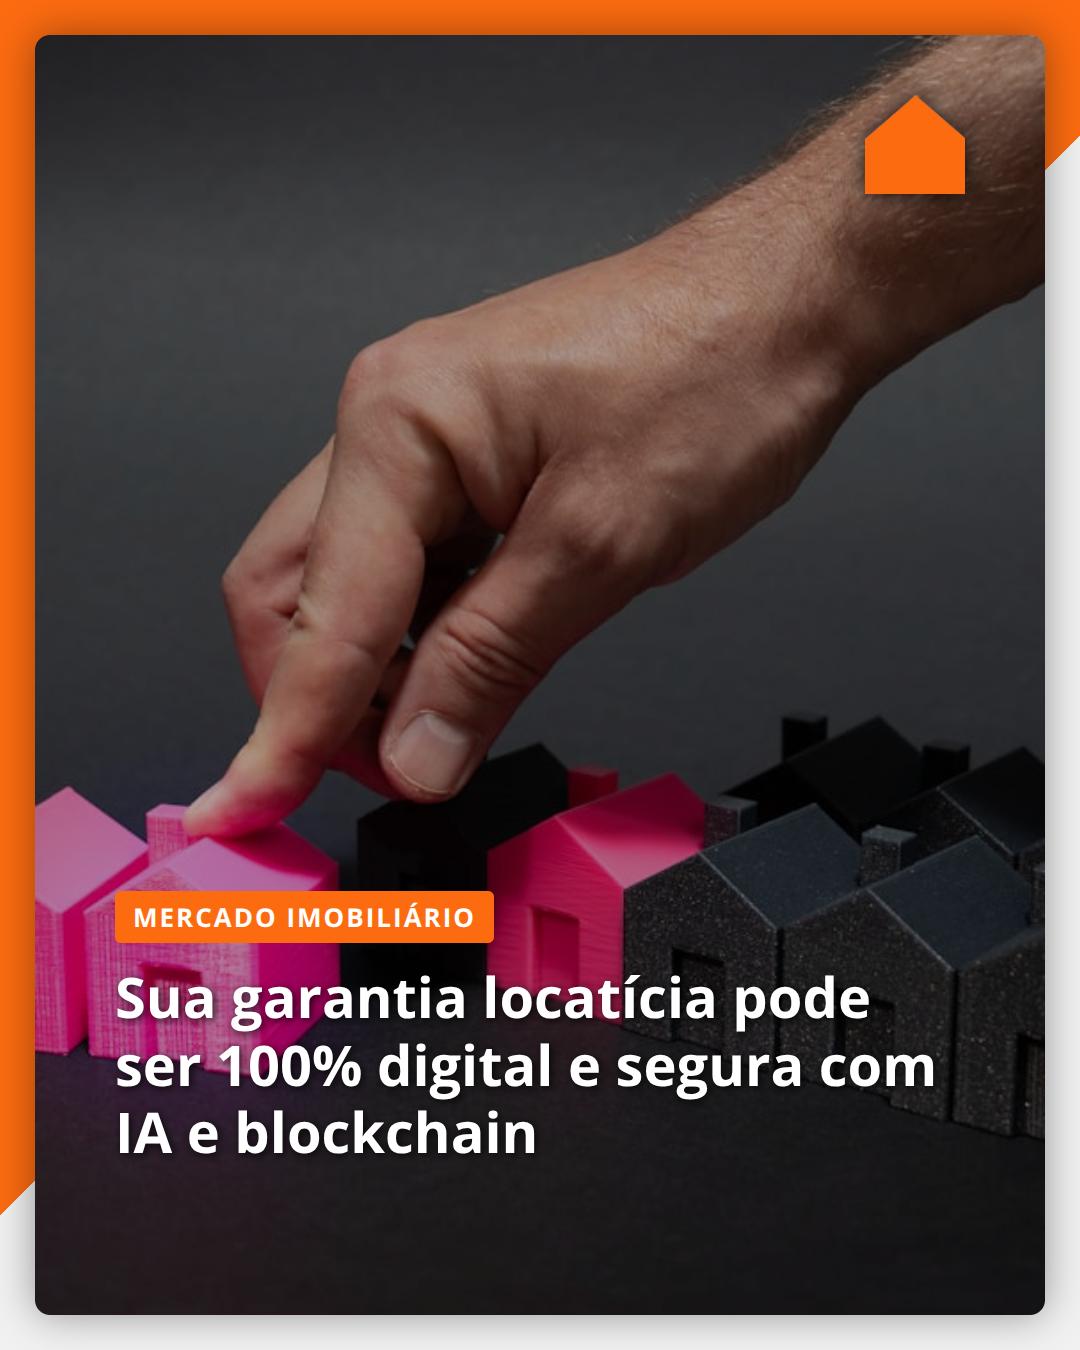 MERCADO IMOBILIÁRIO
Sua garantia locatícia pode
ser 100% digital e segura com
IA e blockchain